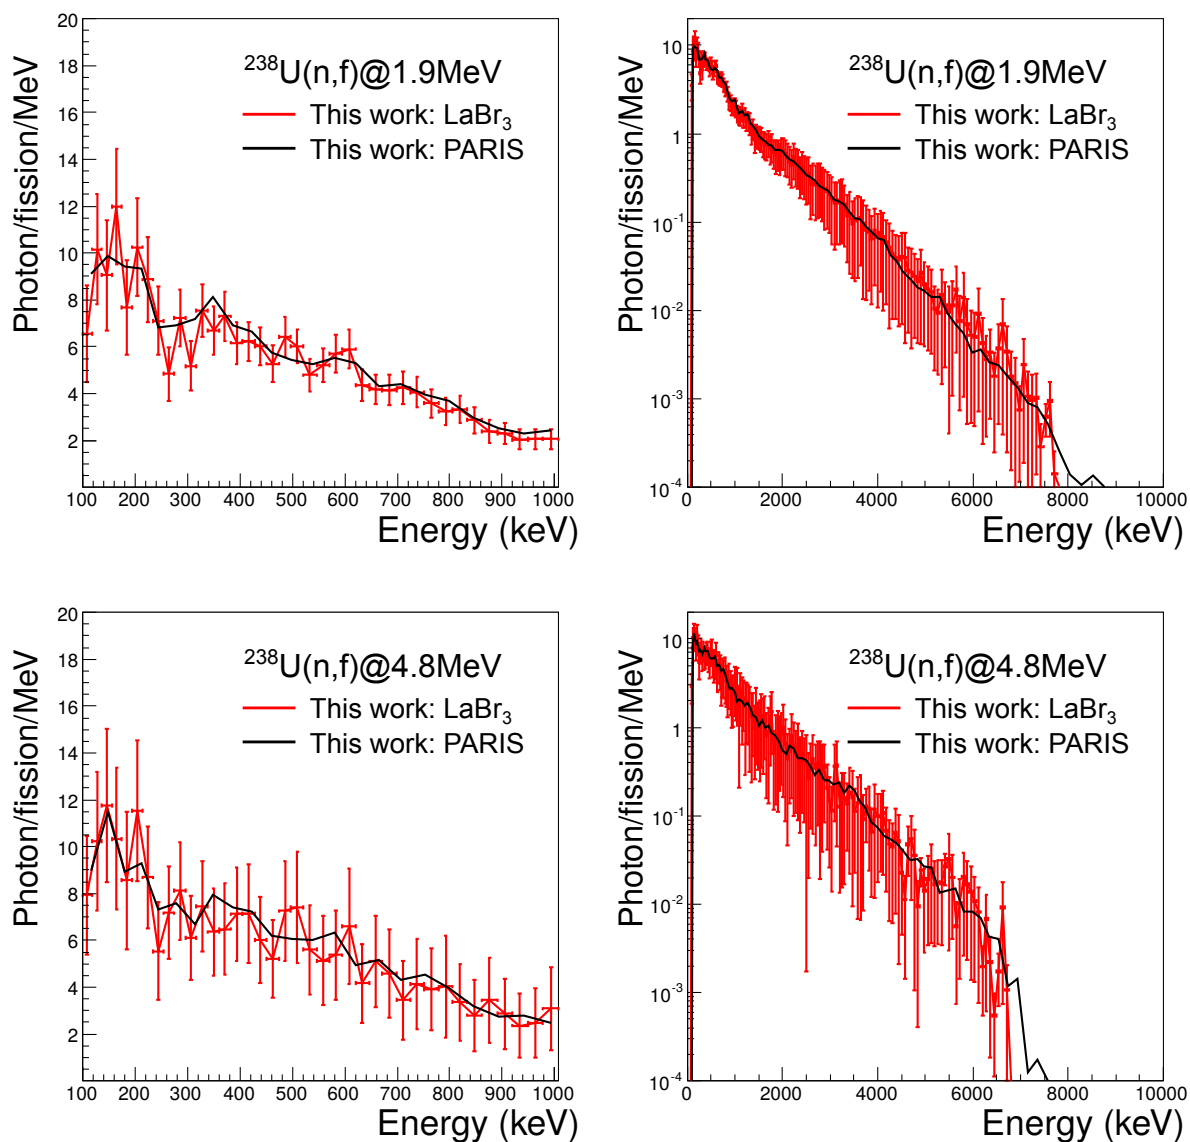 Photon/fission/MeV
20
18
16
14
12
10
8
6
4
2
²³⁸U(n,f)@1.9MeV
This work: LaBr₃
This work: PARIS
100 200 300 400 500 600 700 800 900 1000
Energy (keV)
Photon/fission/MeV
10
1
10⁻¹
10⁻²
10⁻³
10⁻⁴
²³⁸U(n,f)@1.9MeV
This work: LaBr₃
This work: PARIS
0 2000 4000 6000 8000 10000
Energy (keV)
Photon/fission/MeV
20
18
16
14
12
10
8
6
4
2
²³⁸U(n,f)@4.8MeV
This work: LaBr₃
This work: PARIS
100 200 300 400 500 600 700 800 900 1000
Energy (keV)
Photon/fission/MeV
10
1
10⁻¹
10⁻²
10⁻³
10⁻⁴
²³⁸U(n,f)@4.8MeV
This work: LaBr₃
This work: PARIS
0 2000 4000 6000 8000 10000
Energy (keV)